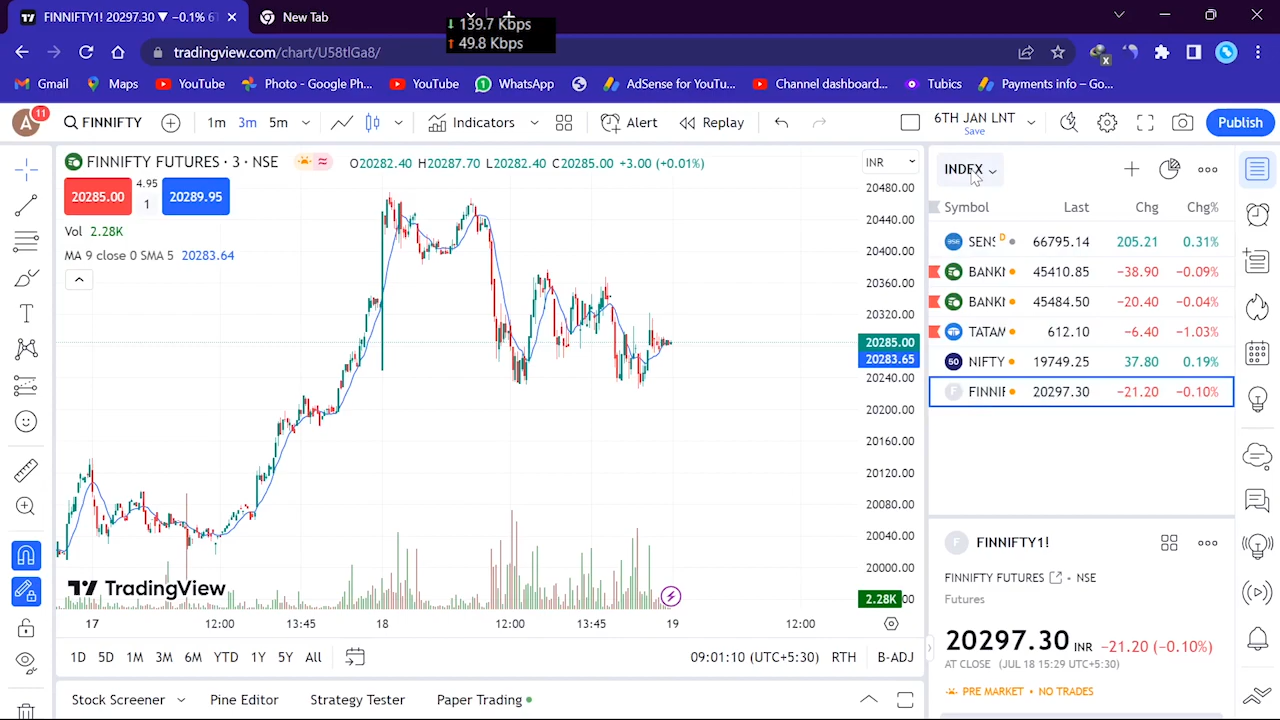 FINNIFTY1! 20297.30 ▼ −0.1% 6
New Tab
↓ 139.7 Kbps
↑ 49.8 Kbps
tradingview.com/chart/U58tlGa8/
Gmail
Maps
YouTube
Photo - Google Ph...
YouTube
WhatsApp
AdSense for YouTu...
Channel dashboard...
Tubics
Payments info – Go...
A 11
FINNIFTY
1m 3m 5m
Indicators
Alert
Replay
6TH JAN LNT
Save
Publish
FINNIFTY FUTURES · 3 · NSE
O20282.40 H20287.70 L20282.40 C20285.00 +3.00 (+0.01%)
INR
20285.00
4.95
1
20289.95
Vol 2.28K
MA 9 close 0 SMA 5 20283.64
20480.00
20440.00
20400.00
20360.00
20320.00
20285.00
20283.65
20240.00
20200.00
20160.00
20120.00
20080.00
20040.00
20000.00
2.28K 00
TradingView
17 12:00 13:45 18 12:00 13:45 19 12:00
1D 5D 1M 3M 6M YTD 1Y 5Y All
09:01:10 (UTC+5:30) RTH B-ADJ
Stock Screener
Pine Editor
Strategy Tester
Paper Trading
INDEX
Symbol Last Chg Chg%
SENS D 66795.14 205.21 0.31%
BANKN 45410.85 −38.90 −0.09%
BANKN 45484.50 −20.40 −0.04%
TATAM 612.10 −6.40 −1.03%
50 NIFTY 19749.25 37.80 0.19%
F FINNIF 20297.30 −21.20 −0.10%
F FINNIFTY1!
FINNIFTY FUTURES • NSE
Futures
20297.30 INR −21.20 (−0.10%)
AT CLOSE (JUL 18 15:29 UTC+5:30)
PRE MARKET • NO TRADES